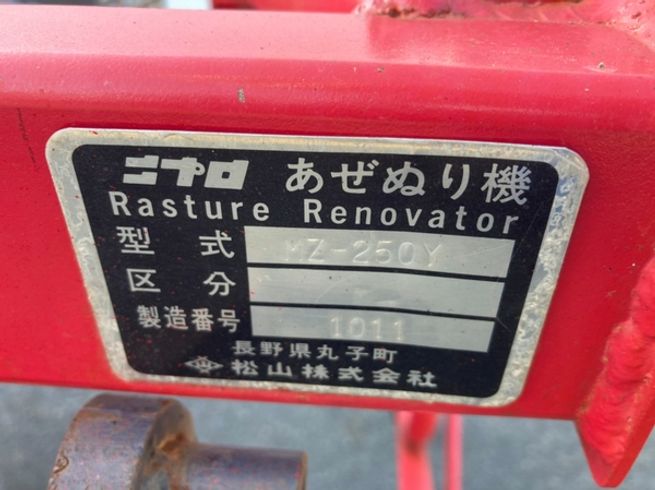 ニプロ あぜぬり機
Rasture Renovator
型式 MZ-250Y
区分
製造番号 1011
長野県丸子町
松山株式会社